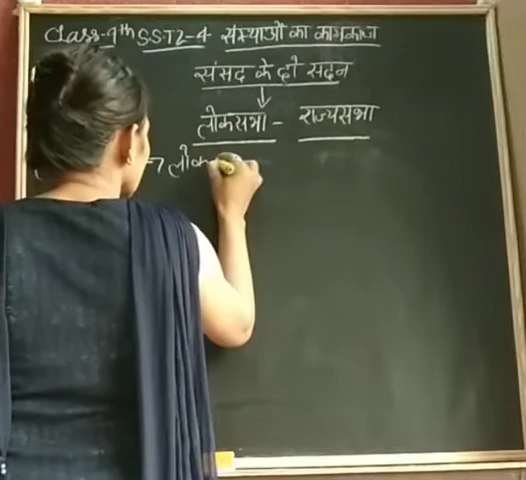 Class-9th SST2-4 संस्थाओं का कामकाज
संसद के दो सदन
↓
लोकसभा - राज्यसभा
→ लोक